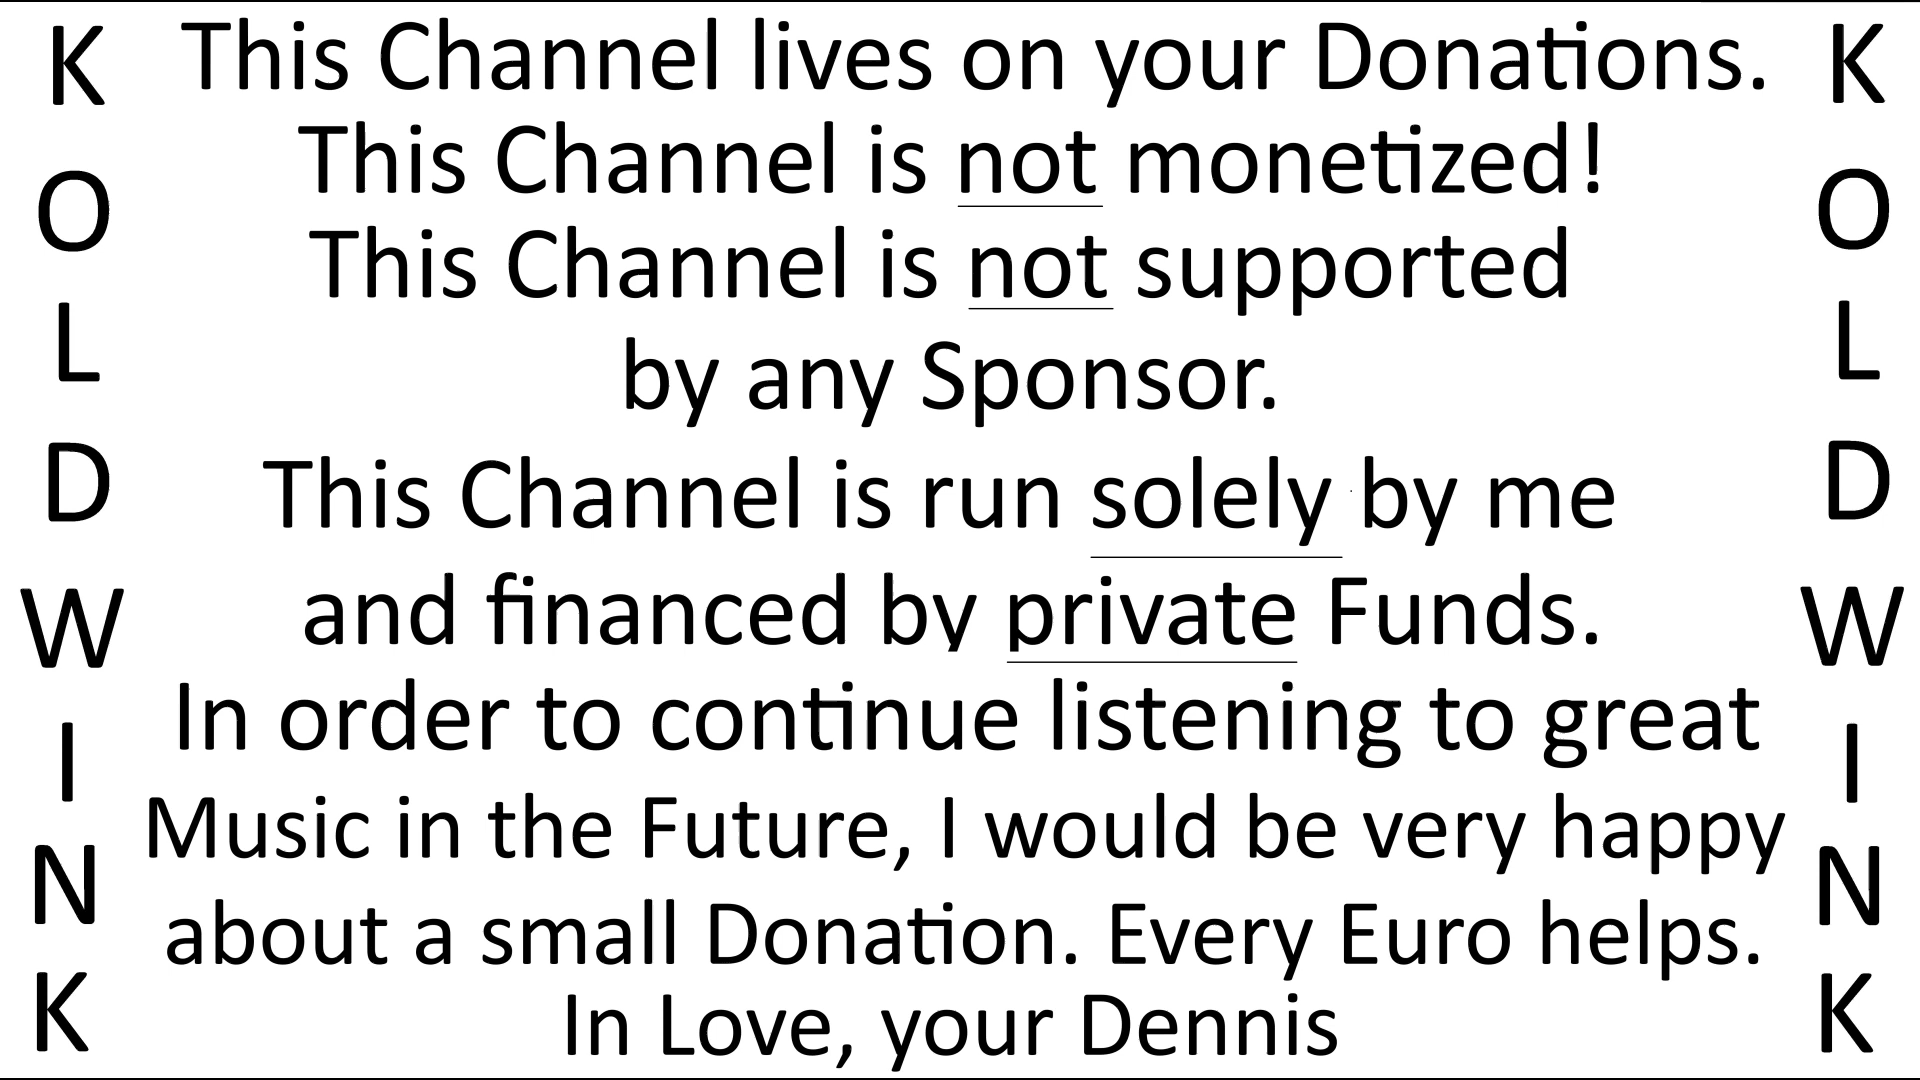 This Channel lives on your Donations.
This Channel is not monetized!
This Channel is not supported
by any Sponsor.
This Channel is run solely by me
and financed by private Funds.
In order to continue listening to great
Music in the Future, I would be very happy
about a small Donation. Every Euro helps.
In Love, your Dennis
KOLDWINK
KOLDWINK